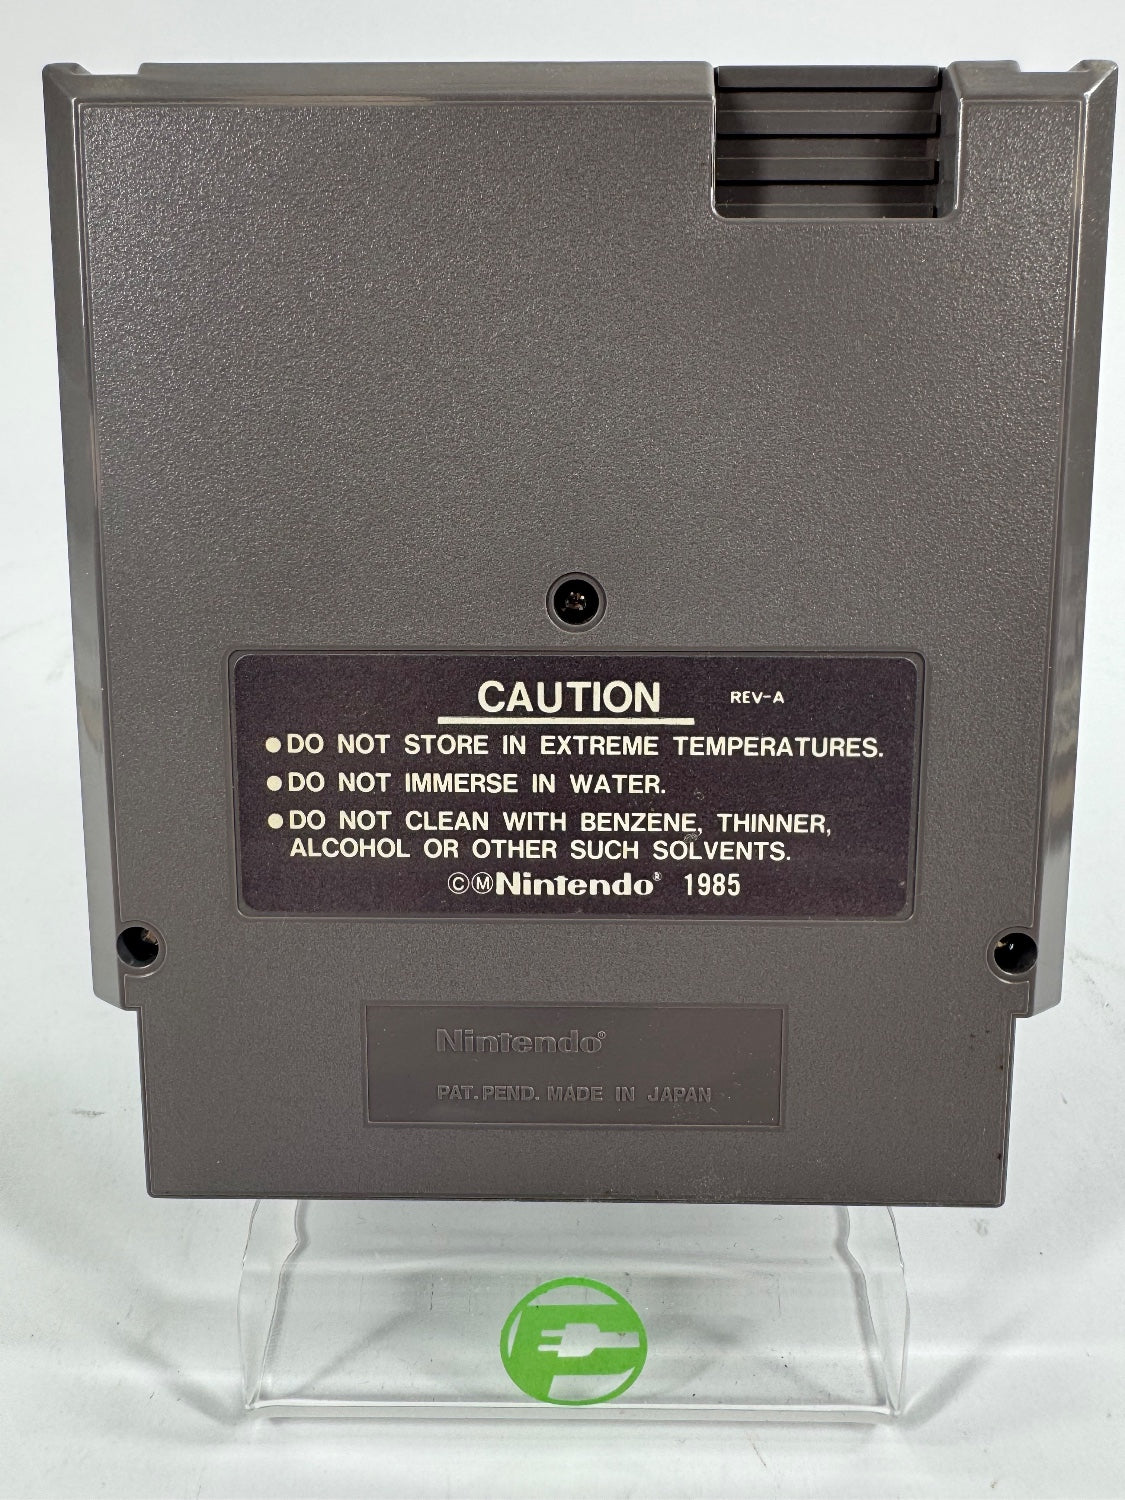 CAUTION REV-A
●DO NOT STORE IN EXTREME TEMPERATURES.
●DO NOT IMMERSE IN WATER.
●DO NOT CLEAN WITH BENZENE, THINNER,
ALCOHOL OR OTHER SUCH SOLVENTS.
©ⓂNintendo® 1985
Nintendo®
PAT. PEND. MADE IN JAPAN